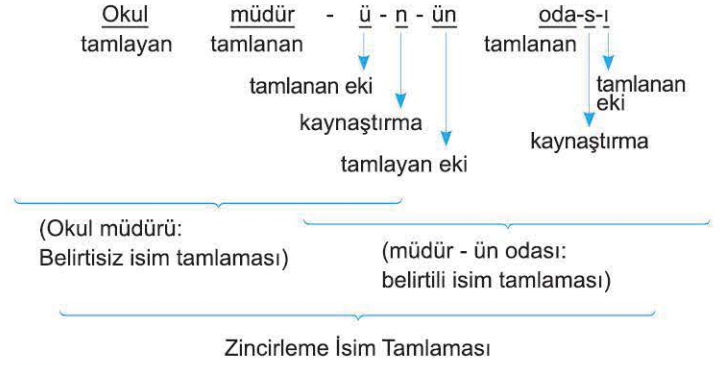 Okul müdür - ü - n - ün oda-s-ı
tamlayan tamlanan tamlanan
tamlanan eki
tamlanan eki
kaynaştırma
kaynaştırma
tamlayan eki
(Okul müdürü:
Belirtisiz isim tamlaması)
(müdür - ün odası:
belirtili isim tamlaması)
Zincirleme İsim Tamlaması